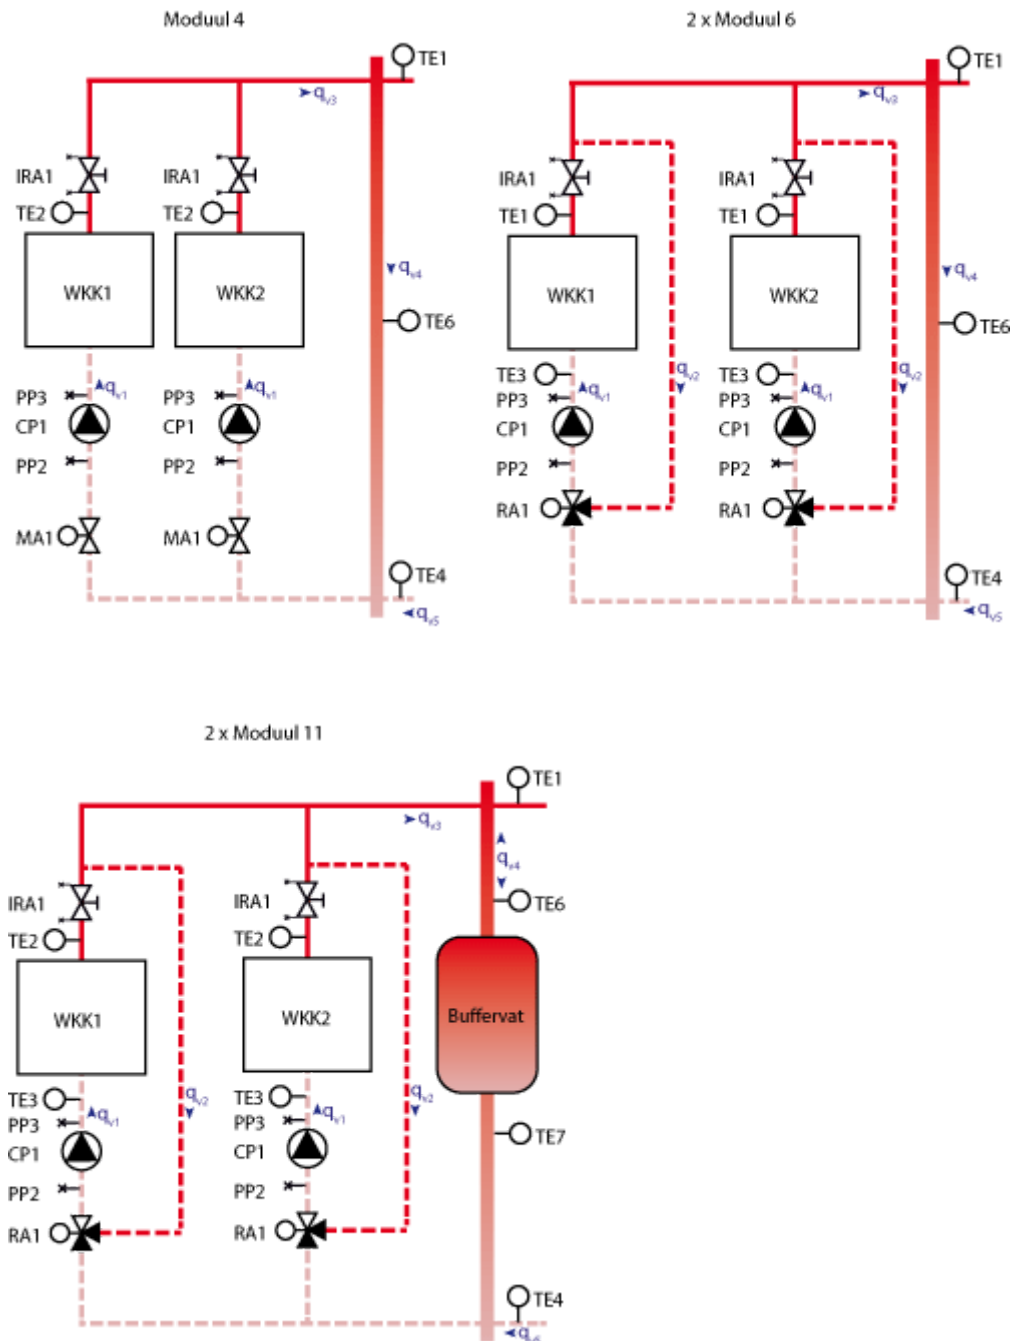 Moduul 4
TE1
qv3
IRA1
IRA1
TE2
TE2
WKK1
WKK2
qv4
TE6
PP3
qv1
PP3
qv1
CP1
CP1
PP2
PP2
MA1
MA1
TE4
qv5
2 x Moduul 6
TE1
qv3
IRA1
IRA1
TE1
TE1
WKK1
WKK2
qv4
TE6
TE3
qv2
TE3
qv2
PP3
qv1
PP3
qv1
CP1
CP1
PP2
PP2
RA1
RA1
TE4
qv5
2 x Moduul 11
TE1
qv3
qv4
IRA1
IRA1
TE6
TE2
TE2
WKK1
WKK2
Buffervat
TE3
qv2
TE3
qv2
PP3
qv1
PP3
qv1
TE7
CP1
CP1
PP2
PP2
RA1
RA1
TE4